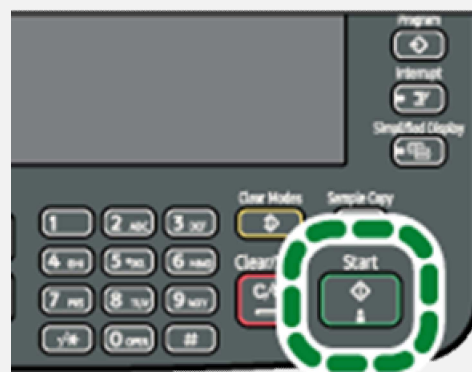 Program
Interrupt
Simplified Display
Clear Modes
Sample Copy
Start
1
2 ABC
3 DEF
4 GHI
5 JKL
6 MNO
7 PRS
8 TUV
9 WXY
0 OPER
#